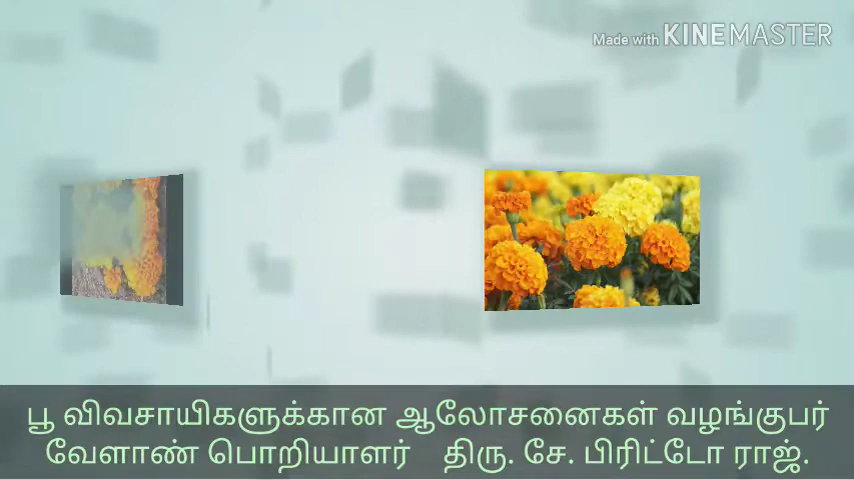 Made with KINEMASTER
பூ விவசாயிகளுக்கான ஆலோசனைகள் வழங்குபர்
வேளாண் பொறியாளர் திரு. சே. பிரிட்டோ ராஜ்.